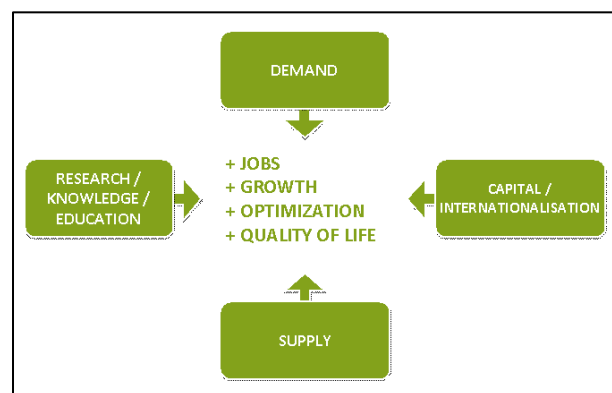 DEMAND
RESEARCH /
KNOWLEDGE /
EDUCATION
+ JOBS
+ GROWTH
+ OPTIMIZATION
+ QUALITY OF LIFE
CAPITAL /
INTERNATIONALISATION
SUPPLY